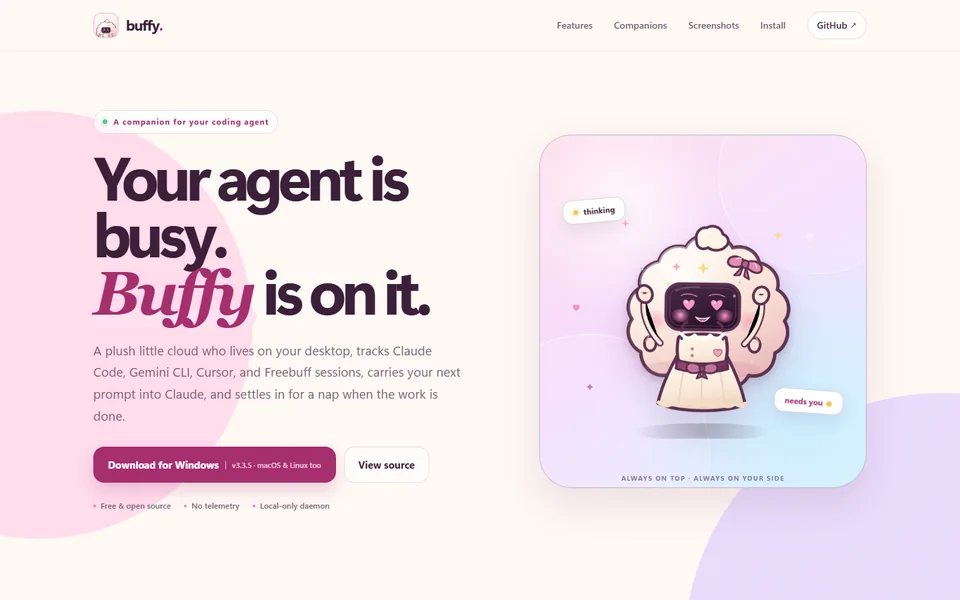 buffy.
Features
Companions
Screenshots
Install
GitHub ↗
A companion for your coding agent
Your agent is
busy.
Buffy is on it.
A plush little cloud who lives on your desktop, tracks Claude
Code, Gemini CLI, Cursor, and Freebuff sessions, carries your next
prompt into Claude, and settles in for a nap when the work is
done.
Download for Windows | v3.3.5 · macOS & Linux too
View source
Free & open source
No telemetry
Local-only daemon
thinking
needs you
ALWAYS ON TOP · ALWAYS ON YOUR SIDE